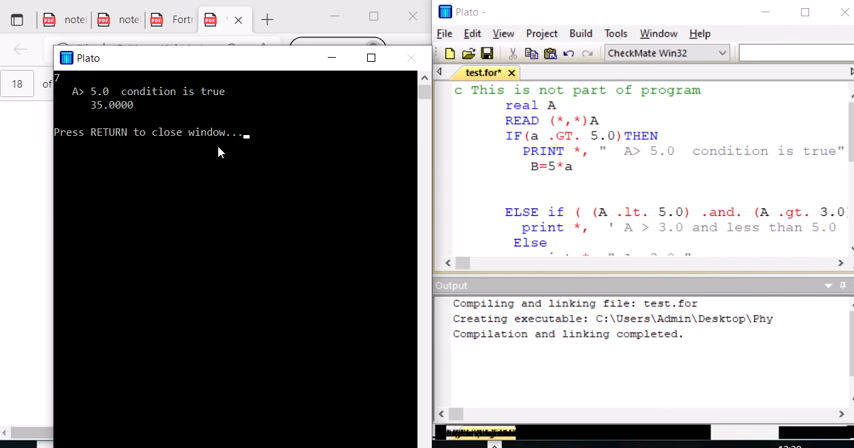 note
note
Fortr
18
of
Plato
7
A> 5.0 condition is true
35.0000
Press RETURN to close window...
Plato -
File Edit View Project Build Tools Window Help
CheckMate Win32
test.for*
c This is not part of program
real A
READ (*,*)A
IF(a .GT. 5.0)THEN
PRINT *, " A> 5.0 condition is true"
B=5*a
ELSE if ( (A .lt. 5.0) .and. (A .gt. 3.0)
print *, ' A > 3.0 and less than 5.0
Else
Output
Compiling and linking file: test.for
Creating executable: C:\Users\Admin\Desktop\Phy
Compilation and linking completed.